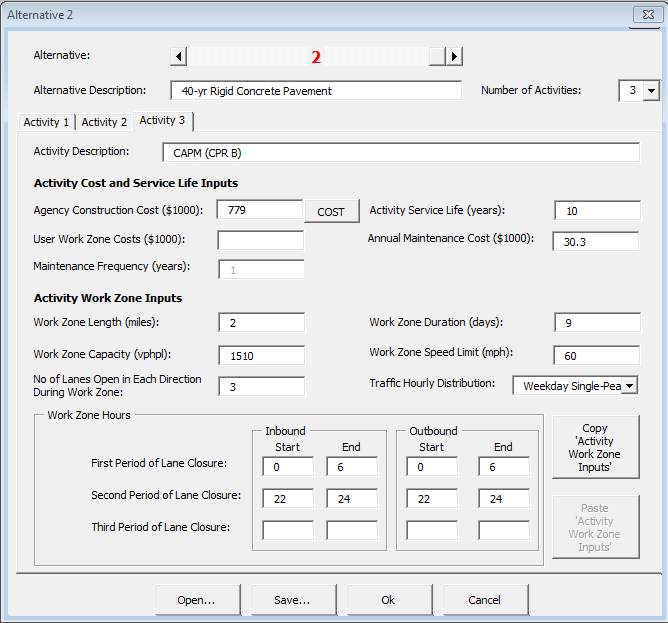 Alternative 2
Alternative: 2
Alternative Description: 40-yr Rigid Concrete Pavement Number of Activities: 3
Activity 1 Activity 2 Activity 3
Activity Description: CAPM (CPR B)
Activity Cost and Service Life Inputs
Agency Construction Cost ($1000): 779 COST Activity Service Life (years): 10
User Work Zone Costs ($1000): Annual Maintenance Cost ($1000): 30.3
Maintenance Frequency (years): 1
Activity Work Zone Inputs
Work Zone Length (miles): 2 Work Zone Duration (days): 9
Work Zone Capacity (vphpl): 1510 Work Zone Speed Limit (mph): 60
No of Lanes Open in Each Direction
During Work Zone: 3 Traffic Hourly Distribution: Weekday Single-Pea
Work Zone Hours
Inbound Outbound
Start End Start End
First Period of Lane Closure: 0 6 0 6
Second Period of Lane Closure: 22 24 22 24
Third Period of Lane Closure:
Copy
'Activity
Work Zone
Inputs'
Paste
'Activity
Work Zone
Inputs'
Open... Save... Ok Cancel